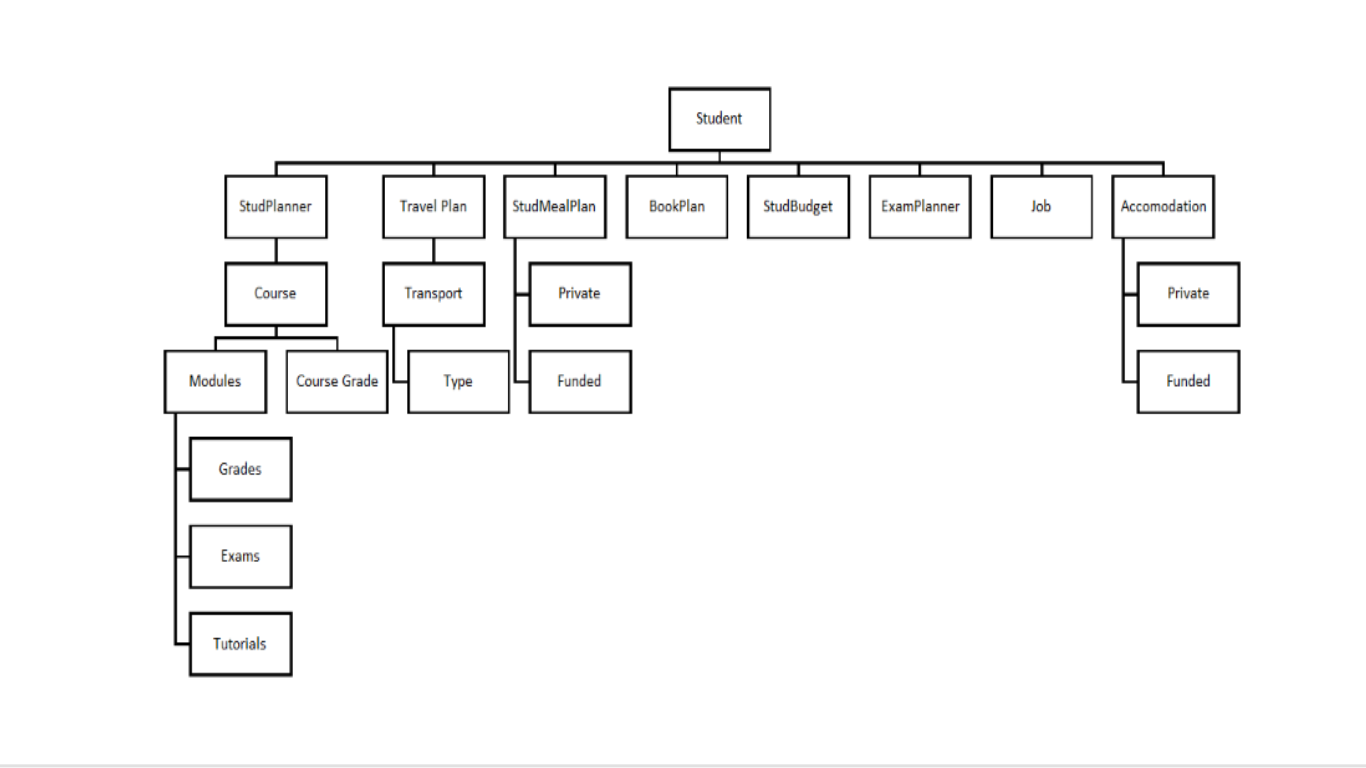 Student
StudPlanner
Travel Plan
StudMealPlan
BookPlan
StudBudget
ExamPlanner
Job
Accomodation
Course
Transport
Private
Private
Modules
Course Grade
Type
Funded
Funded
Grades
Exams
Tutorials